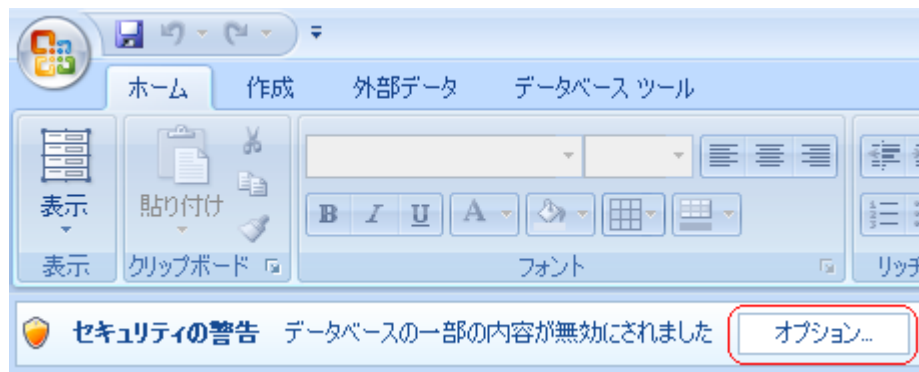 ホーム 作成 外部データ データベース ツール
表示 貼り付け
B I U A
表示 クリップボード フォント リッチ
セキュリティの警告 データベースの一部の内容が無効にされました オプション...